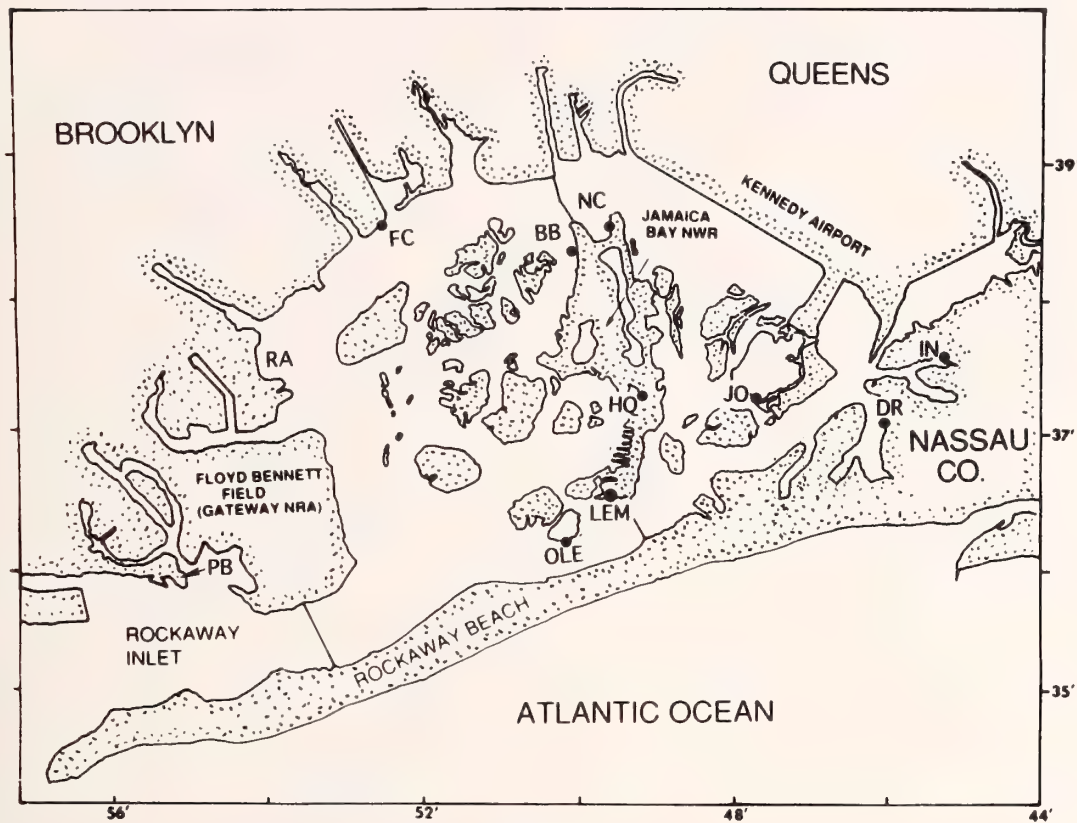 QUEENS
BROOKLYN
39'
KENNEDY AIRPORT
NC
JAMAICA
BAY NWR
FC
BB
RA
IN
HQ
JO
DR
37'
NASSAU
CO.
FLOYD BENNETT
FIELD
(GATEWAY NRA)
LEM
OLE
PB
ROCKAWAY
INLET
ROCKAWAY BEACH
35'
ATLANTIC OCEAN
56'
52'
48'
44'